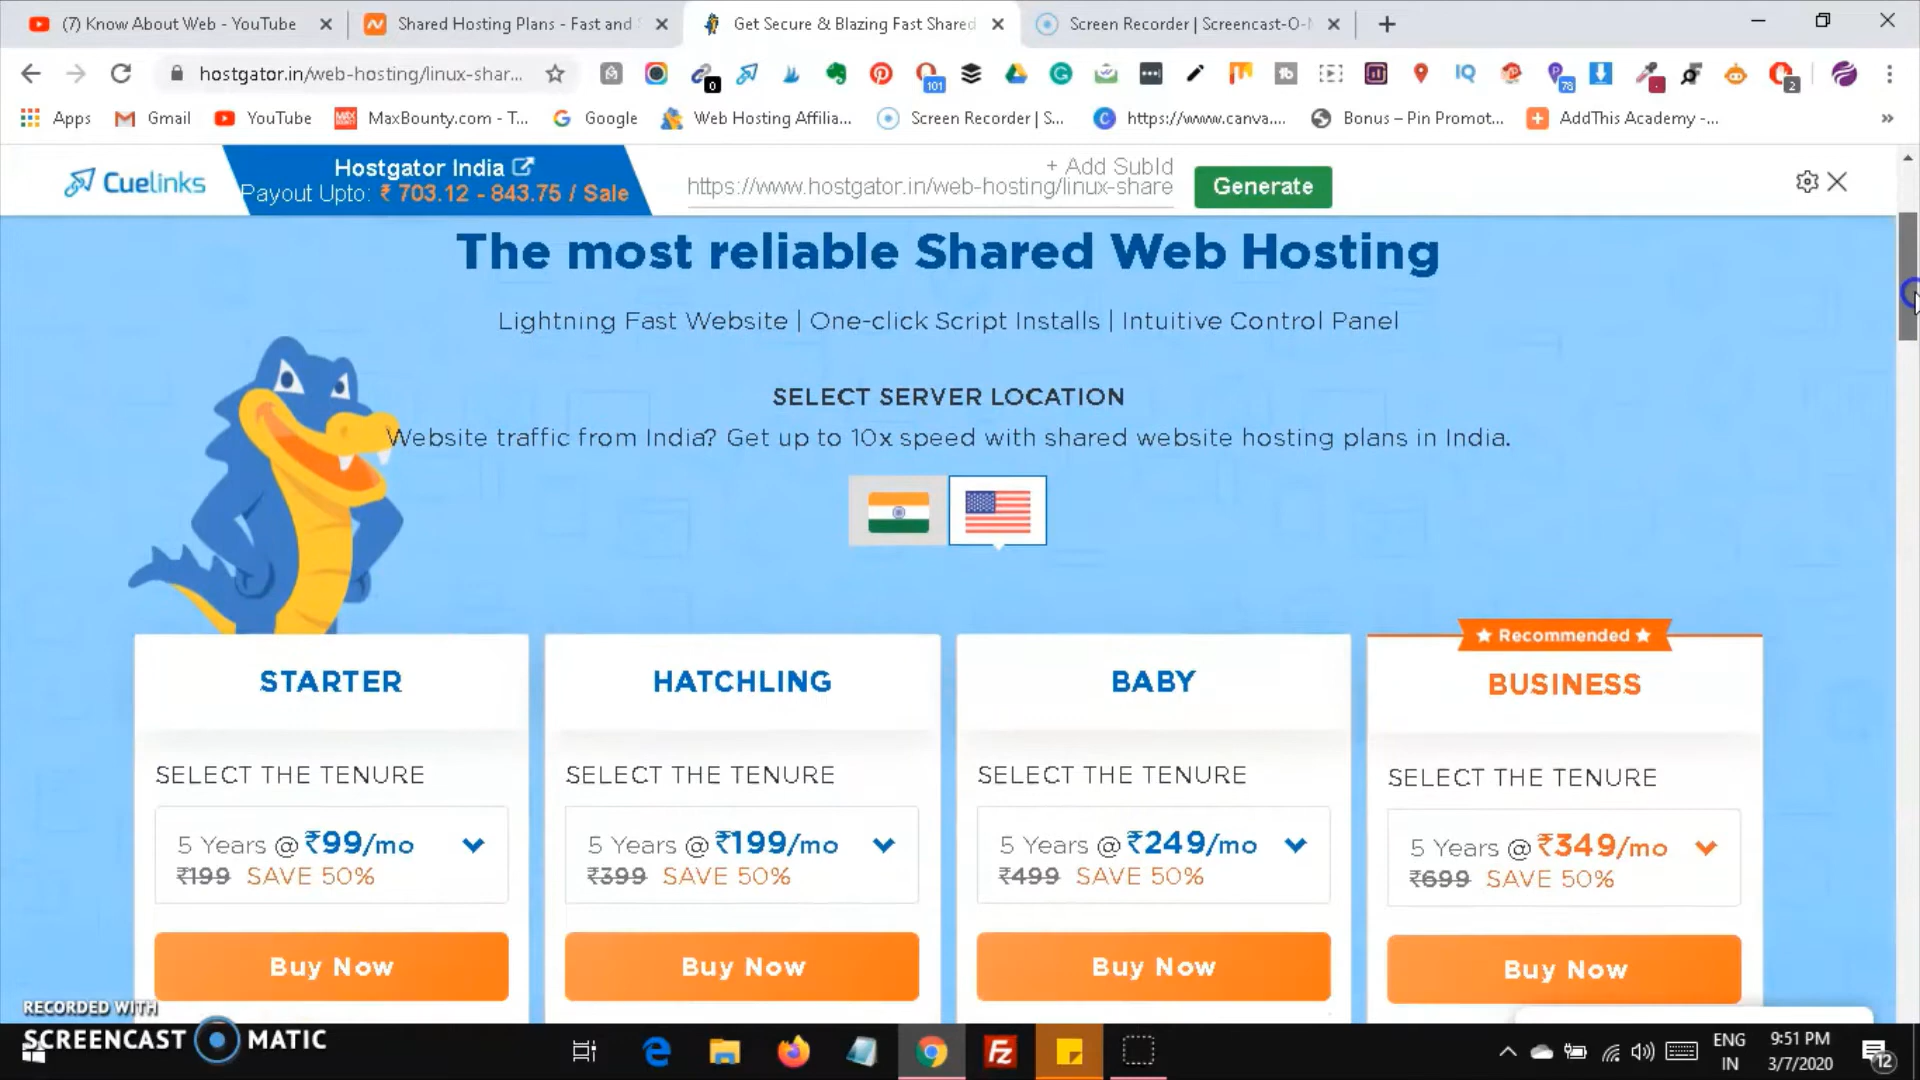 (7) Know About Web - YouTube
Shared Hosting Plans - Fast and
Get Secure & Blazing Fast Shared
Screen Recorder | Screencast-O-
hostgator.in/web-hosting/linux-shar...
0
101
IQ
78
2
Apps
Gmail
YouTube
MaxBounty.com - T...
Google
Web Hosting Affilia...
Screen Recorder | S...
https://www.canva....
Bonus – Pin Promot...
AddThis Academy -...
»
Cuelinks
Hostgator India
Payout Upto: ₹ 703.12 - 843.75 / Sale
+ Add SubId
https://www.hostgator.in/web-hosting/linux-share
Generate
The most reliable Shared Web Hosting
Lightning Fast Website | One-click Script Installs | Intuitive Control Panel
SELECT SERVER LOCATION
Website traffic from India? Get up to 10x speed with shared website hosting plans in India.
STARTER
SELECT THE TENURE
5 Years @ ₹99/mo
₹199 SAVE 50%
Buy Now
HATCHLING
SELECT THE TENURE
5 Years @ ₹199/mo
₹399 SAVE 50%
Buy Now
BABY
SELECT THE TENURE
5 Years @ ₹249/mo
₹499 SAVE 50%
Buy Now
Recommended
BUSINESS
SELECT THE TENURE
5 Years @ ₹349/mo
₹699 SAVE 50%
Buy Now
RECORDED WITH
SCREENCAST MATIC
Fz
ENG
IN
9:51 PM
3/7/2020
12